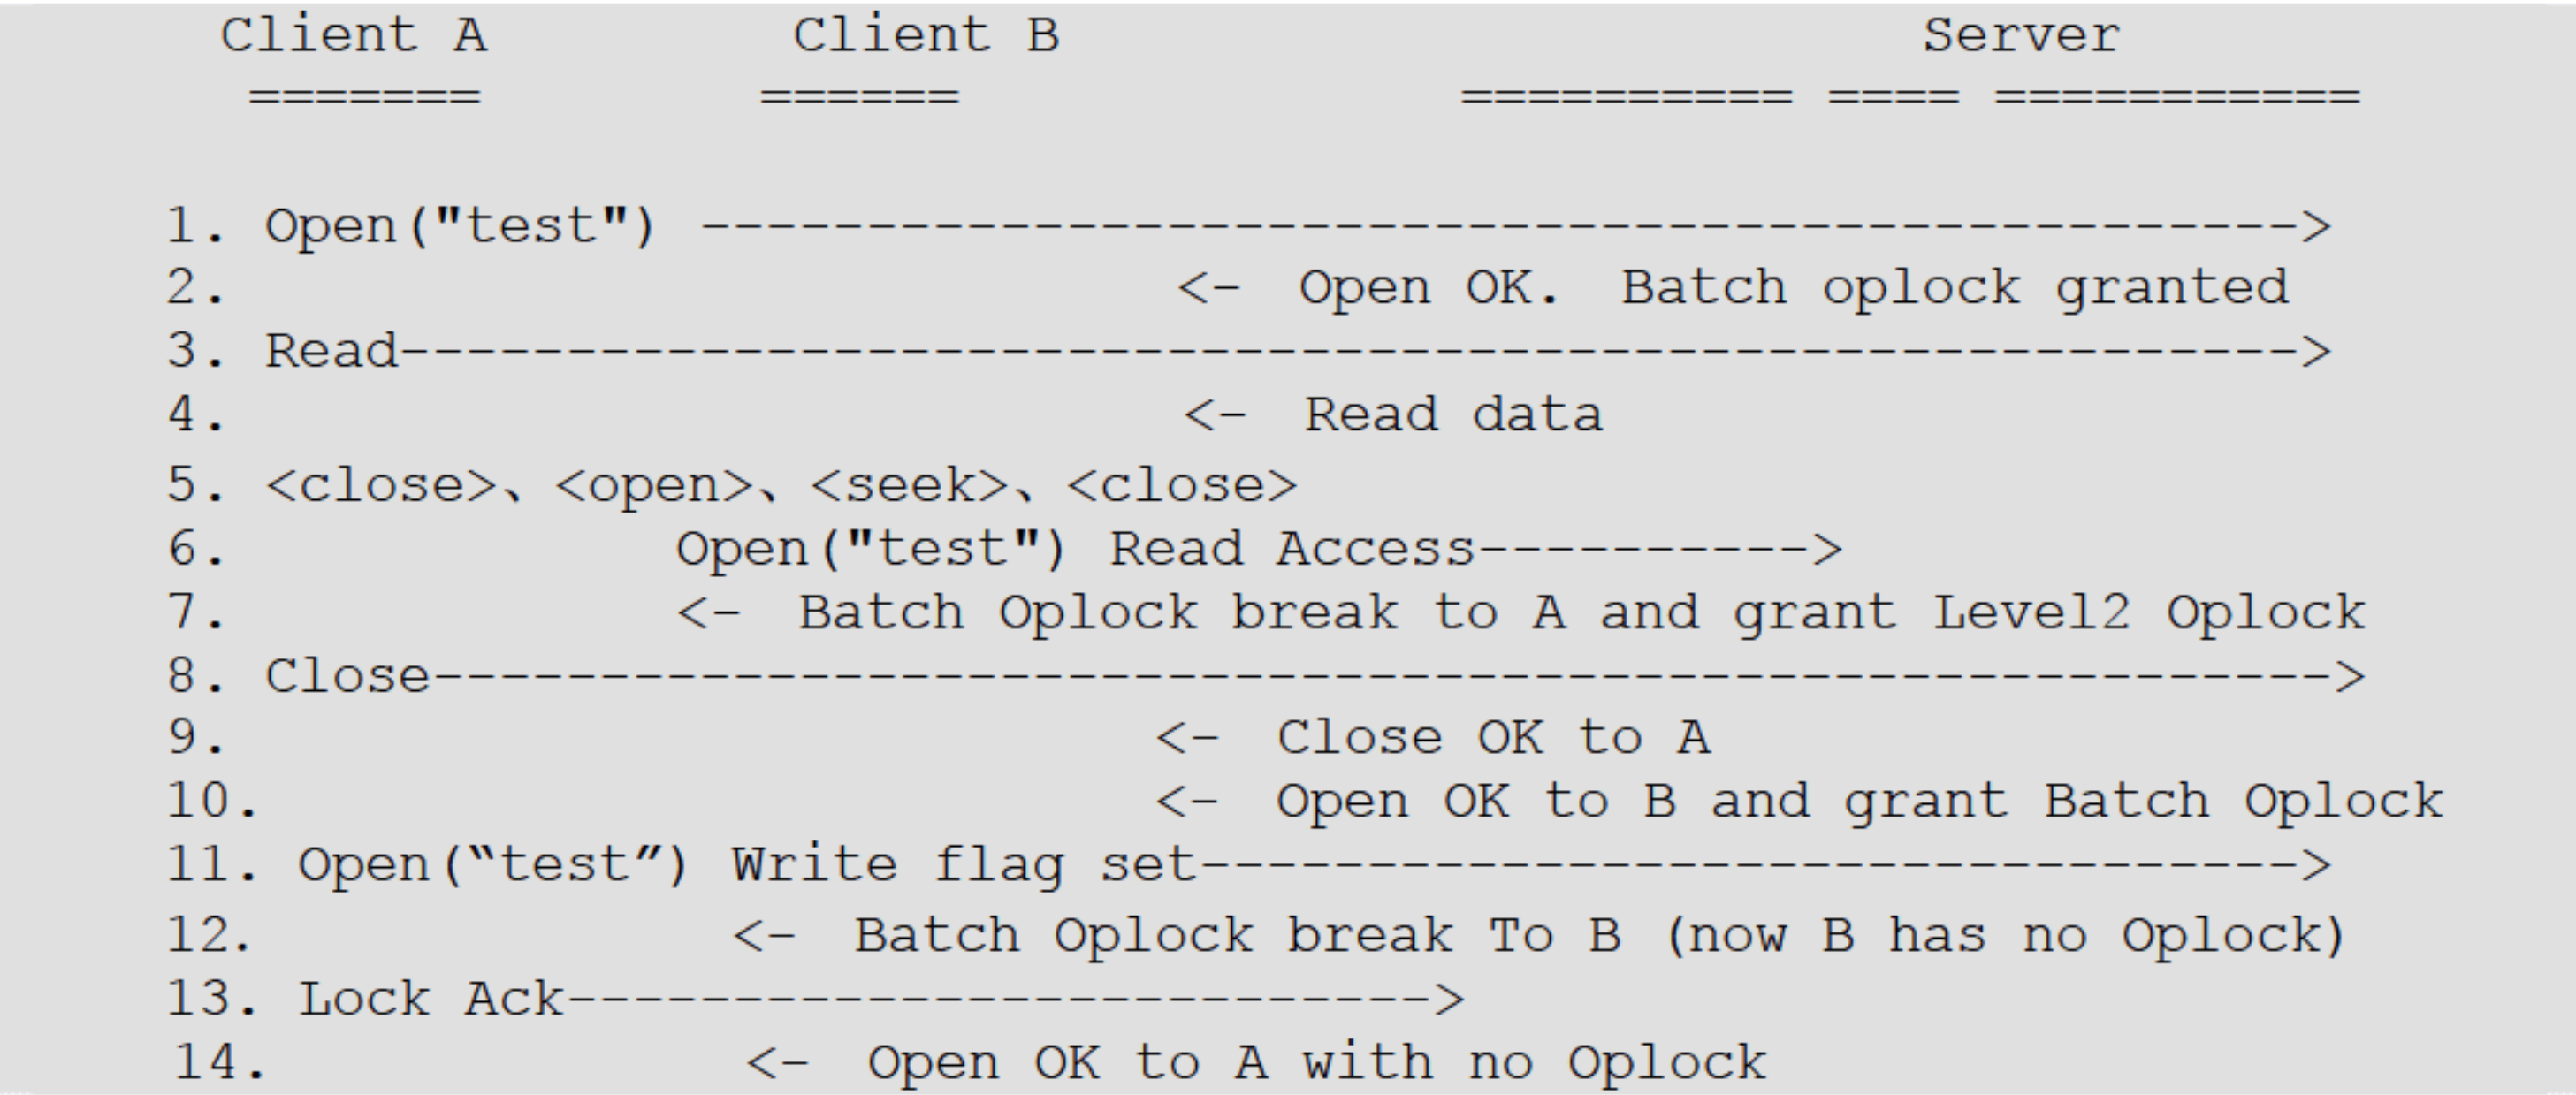 Client A Client B Server
======= ====== ========== ==== ===========
1. Open("test") ------------------------------------------------>
2. <- Open OK. Batch oplock granted
3. Read--------------------------------------------------------->
4. <- Read data
5. <close>、<open>、<seek>、<close>
6. Open("test") Read Access---------->
7. <- Batch Oplock break to A and grant Level2 Oplock
8. Close--------------------------------------------------------->
9. <- Close OK to A
10. <- Open OK to B and grant Batch Oplock
11. Open(“test”) Write flag set--------------------------------->
12. <- Batch Oplock break To B (now B has no Oplock)
13. Lock Ack-------------------------->
14. <- Open OK to A with no Oplock